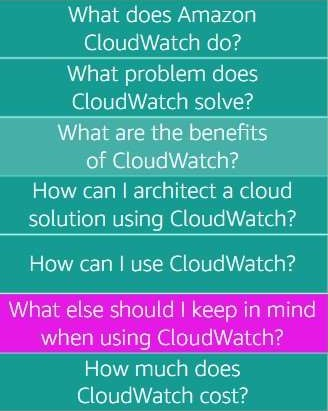 What does Amazon
CloudWatch do?
What problem does
CloudWatch solve?
What are the benefits
of CloudWatch?
How can I architect a cloud
solution using CloudWatch?
How can I use CloudWatch?
What else should I keep in mind
when using CloudWatch?
How much does
CloudWatch cost?